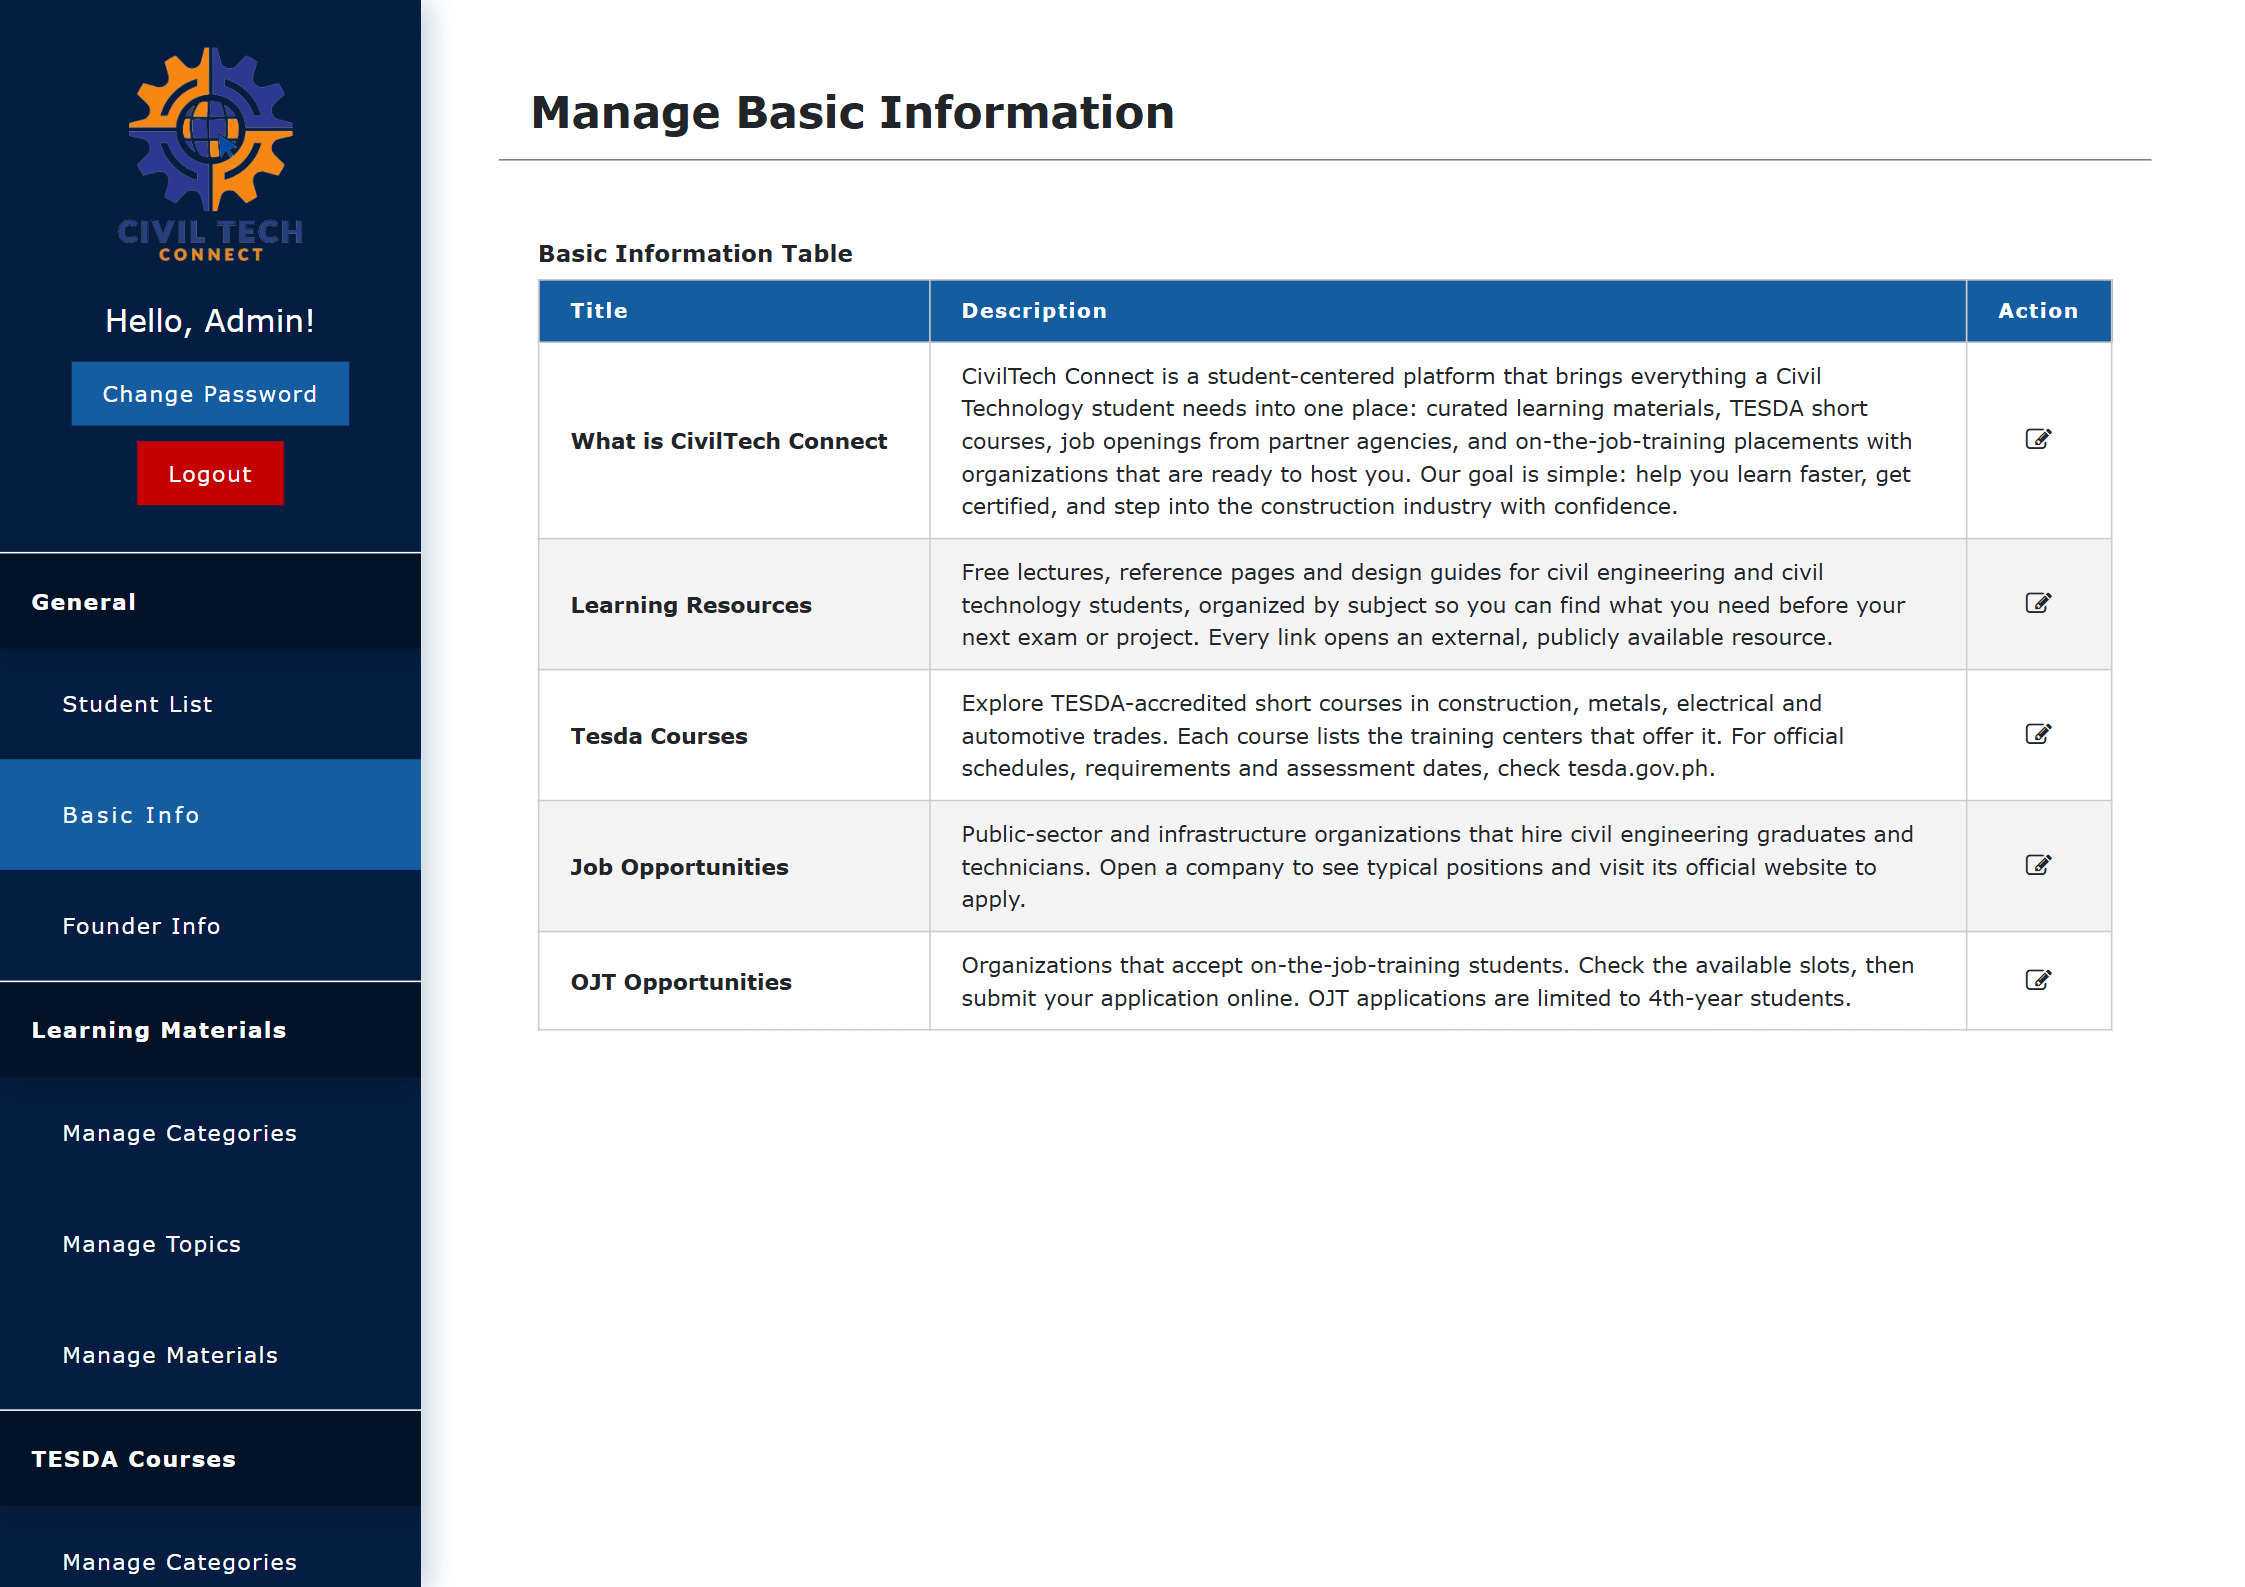 CIVIL TECH
CONNECT
Hello, Admin!
Change Password
Logout
General
Student List
Basic Info
Founder Info
Learning Materials
Manage Categories
Manage Topics
Manage Materials
TESDA Courses
Manage Categories
Manage Basic Information
Basic Information Table
Title Description Action
What is CivilTech Connect
CivilTech Connect is a student-centered platform that brings everything a Civil
Technology student needs into one place: curated learning materials, TESDA short
courses, job openings from partner agencies, and on-the-job-training placements with
organizations that are ready to host you. Our goal is simple: help you learn faster, get
certified, and step into the construction industry with confidence.
Learning Resources
Free lectures, reference pages and design guides for civil engineering and civil
technology students, organized by subject so you can find what you need before your
next exam or project. Every link opens an external, publicly available resource.
Tesda Courses
Explore TESDA-accredited short courses in construction, metals, electrical and
automotive trades. Each course lists the training centers that offer it. For official
schedules, requirements and assessment dates, check tesda.gov.ph.
Job Opportunities
Public-sector and infrastructure organizations that hire civil engineering graduates and
technicians. Open a company to see typical positions and visit its official website to
apply.
OJT Opportunities
Organizations that accept on-the-job-training students. Check the available slots, then
submit your application online. OJT applications are limited to 4th-year students.